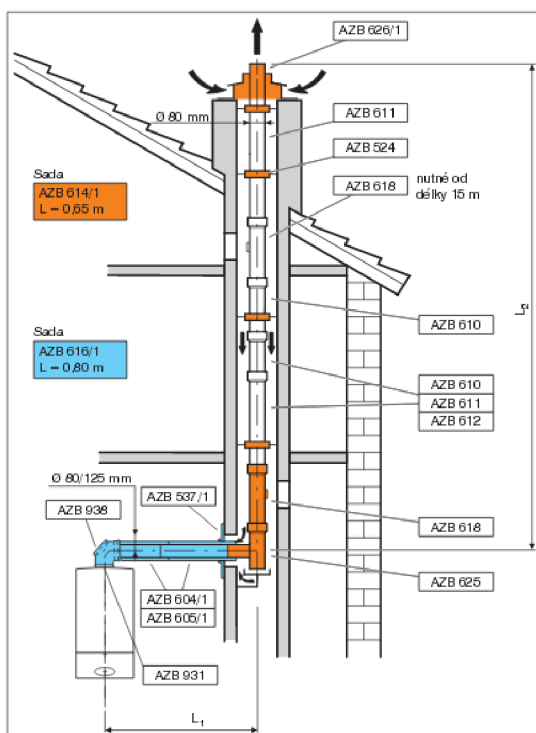 AZB 626/1
Ø 80 mm
AZB 611
AZB 524
Sada
AZB 614/1
L = 0,65 m
AZB 618
nutné od
délky 15 m
L2
AZB 610
Sada
AZB 616/1
L = 0,80 m
AZB 610
AZB 611
AZB 612
Ø 80/125 mm
AZB 537/1
AZB 938
AZB 618
AZB 625
AZB 604/1
AZB 605/1
AZB 931
L1